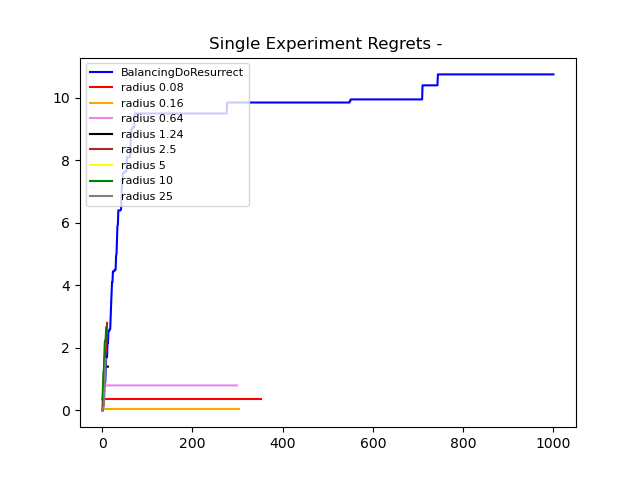 Single Experiment Regrets -
BalancingDoResurrect
radius 0.08
radius 0.16
radius 0.64
radius 1.24
radius 2.5
radius 5
radius 10
radius 25
10
8
6
4
2
0
0 200 400 600 800 1000